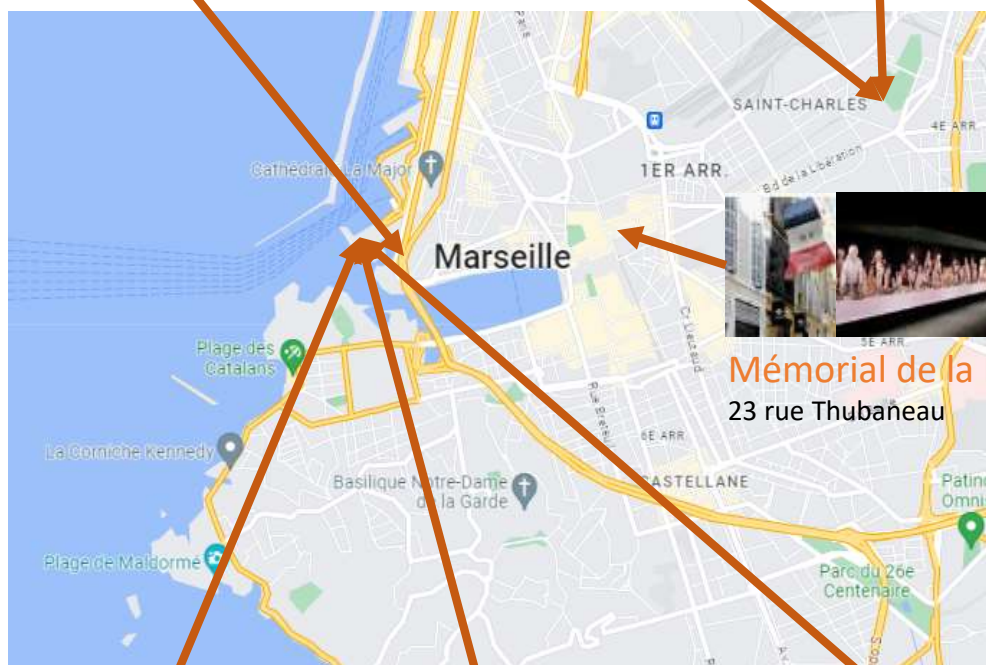 Paris
SAINT-CHARLES
4E ARR.
Cathédrale La Major
1ER ARR.
Bd de la Libération
Marseille
Cr Lieutaud
5E ARR.
Plage des
Catalans
Mémorial de la
23 rue Thubaneau
Rue Breteuil
6E ARR.
La Corniche Kennedy
Basilique Notre-Dame
de la Garde
CASTELLANE
Patino
Omnis
Plage de Maldormé
Parc du 26e
Centenaire